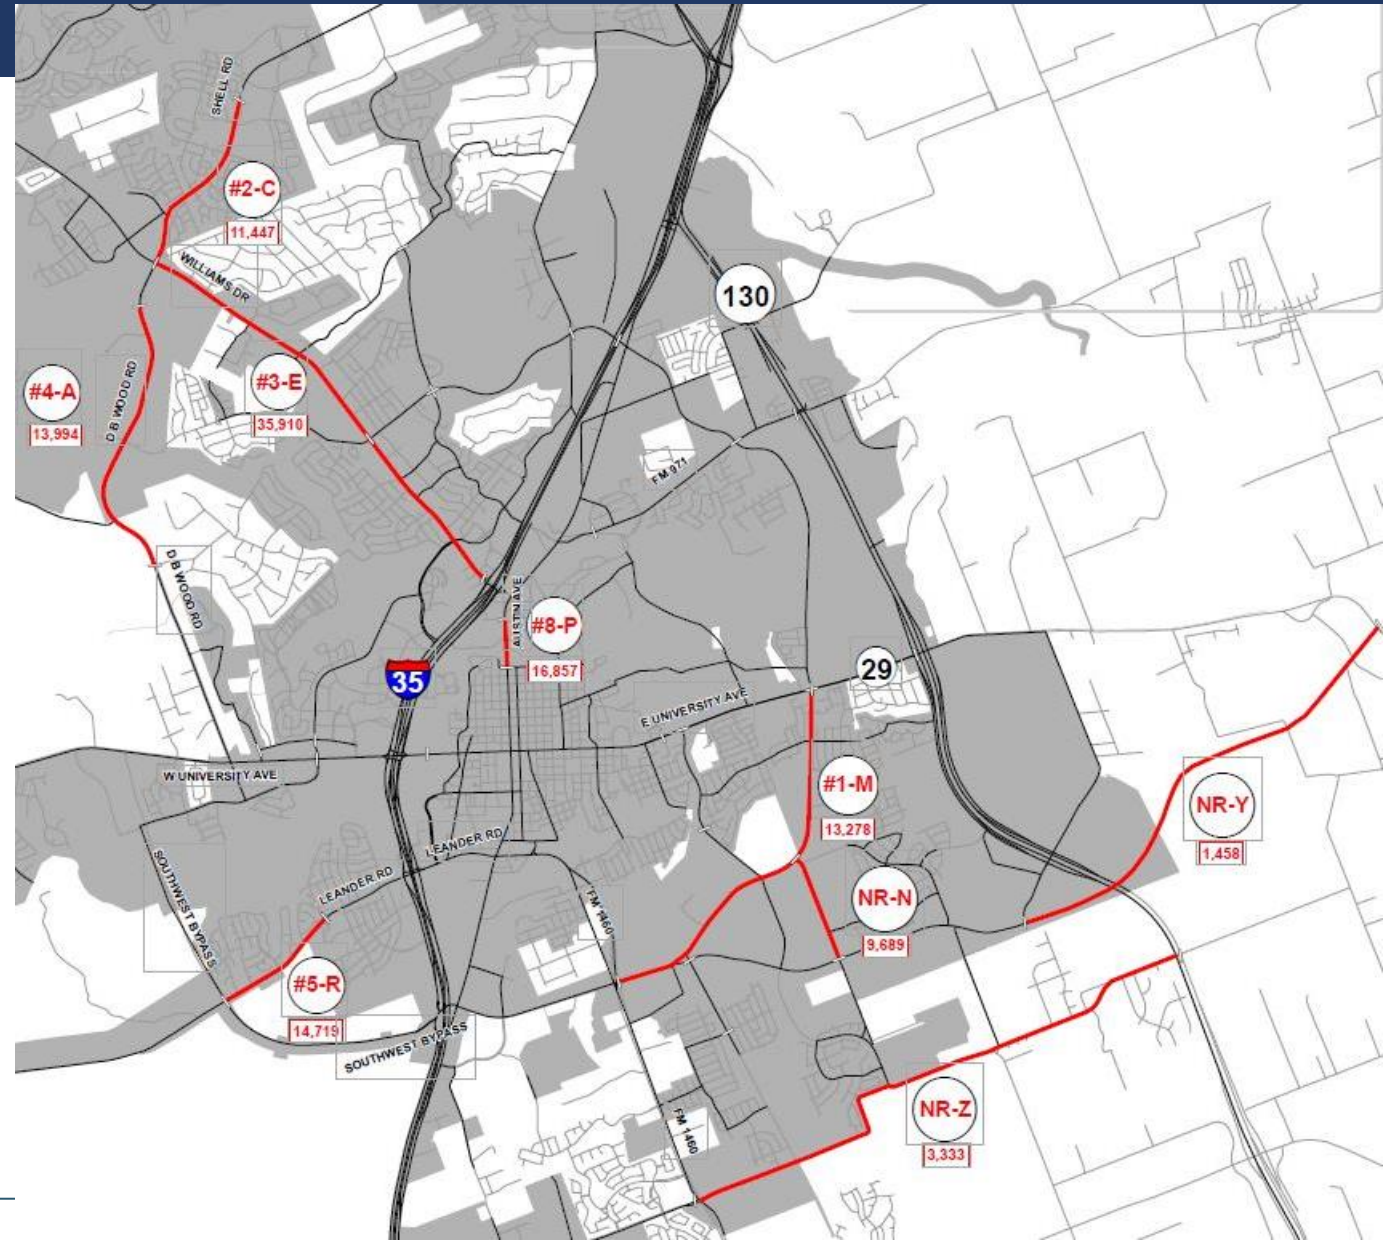 SHELL RD
#2-C
11,447
WILLIAMS DR
130
#4-A
13,994
D B WOOD RD
#3-E
35,910
FM 971
D B WOOD RD
AUSTIN AVE
#8-P
16,857
35
29
E UNIVERSITY AVE
W UNIVERSITY AVE
#1-M
13,278
NR-Y
1,458
LEANDER RD
LEANDER RD
SOUTHWEST BYPASS
FM 1460
NR-N
9,689
#5-R
14,719
SOUTHWEST BYPASS
NR-Z
3,333
FM 1460